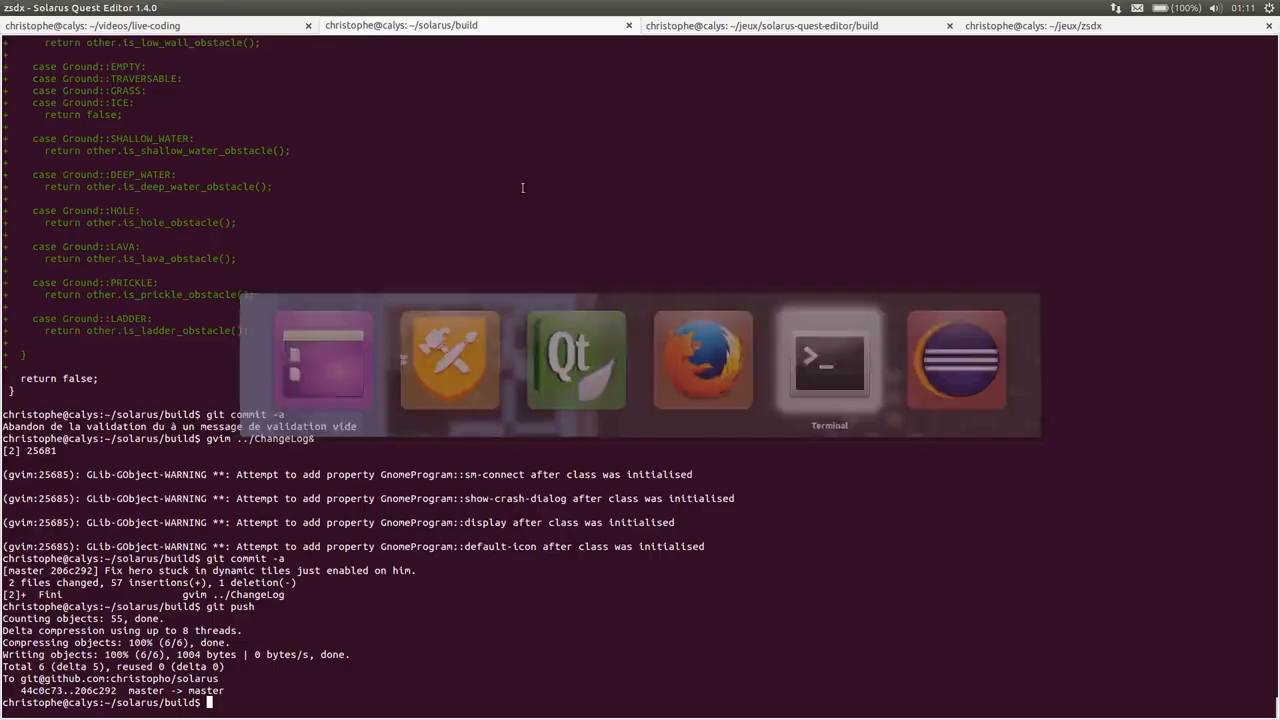 zsdx - Solarus Quest Editor 1.4.0
(100%)
01:11
christophe@calys: ~/videos/live-coding
christophe@calys: ~/solarus/build
christophe@calys: ~/jeux/solarus-quest-editor/build
christophe@calys: ~/jeux/zsdx
+      return other.is_low_wall_obstacle();
+
+    case Ground::EMPTY:
+    case Ground::TRAVERSABLE:
+    case Ground::GRASS:
+    case Ground::ICE:
+      return false;
+
+    case Ground::SHALLOW_WATER:
+      return other.is_shallow_water_obstacle();
+
+    case Ground::DEEP_WATER:
+      return other.is_deep_water_obstacle();
+
+    case Ground::HOLE:
+      return other.is_hole_obstacle();
+
+    case Ground::LAVA:
+      return other.is_lava_obstacle();
+
+    case Ground::PRICKLE:
+      return other.is_prickle_obstacle();
+
+    case Ground::LADDER:
+      return other.is_ladder_obstacle();
+
+  }
+
   return false;
 }
christophe@calys:~/solarus/build$ git commit -a
Abandon de la validation du à un message de validation vide
christophe@calys:~/solarus/build$ gvim ../ChangeLog&
[2] 25681
(gvim:25685): GLib-GObject-WARNING **: Attempt to add property GnomeProgram::sm-connect after class was initialised
(gvim:25685): GLib-GObject-WARNING **: Attempt to add property GnomeProgram::show-crash-dialog after class was initialised
(gvim:25685): GLib-GObject-WARNING **: Attempt to add property GnomeProgram::display after class was initialised
(gvim:25685): GLib-GObject-WARNING **: Attempt to add property GnomeProgram::default-icon after class was initialised
christophe@calys:~/solarus/build$ git commit -a
[master 206c292] Fix hero stuck in dynamic tiles just enabled on him.
 2 files changed, 57 insertions(+), 1 deletion(-)
[2]+  Fini                    gvim ../ChangeLog
christophe@calys:~/solarus/build$ git push
Counting objects: 55, done.
Delta compression using up to 8 threads.
Compressing objects: 100% (6/6), done.
Writing objects: 100% (6/6), 1004 bytes | 0 bytes/s, done.
Total 6 (delta 5), reused 0 (delta 0)
To git@github.com:christopho/solarus
   44c0c73..206c292  master -> master
christophe@calys:~/solarus/build$
Qt
>_
Terminal